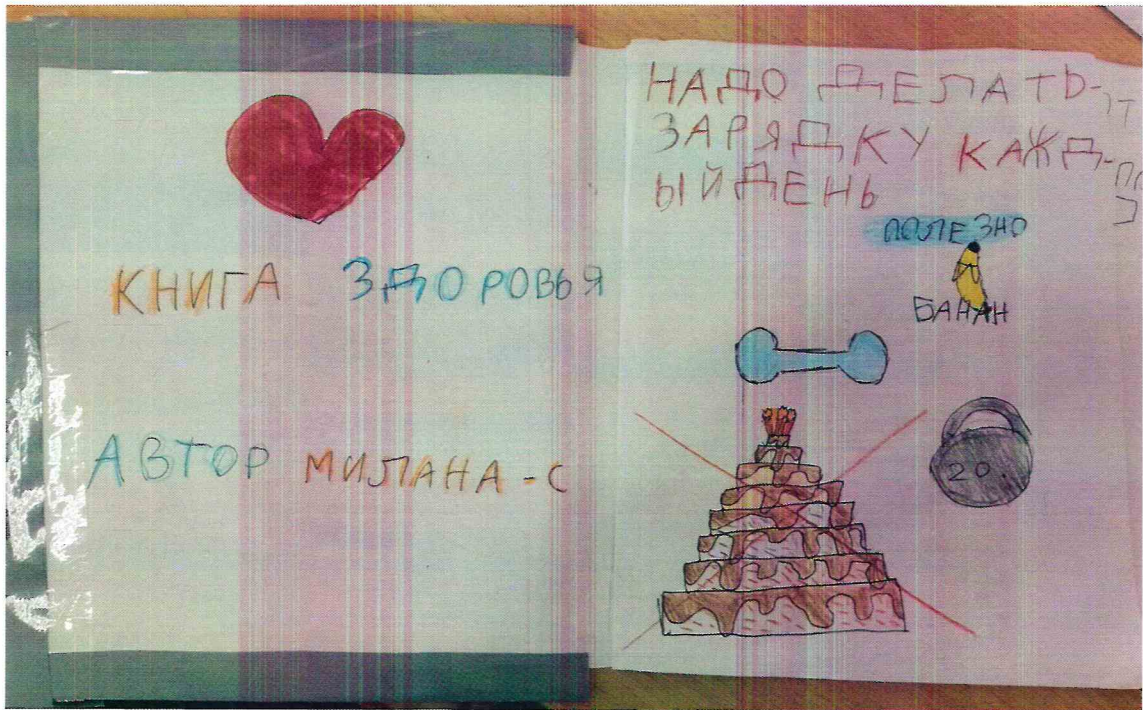 КНИГА ЗДОРОВЬЯ
АВТОР МИЛАНА-С
НАДО ДЕЛАТЬ-
ЗАРЯДКУ КАЖД-
ЫЙ ДЕНЬ
ПОЛЕЗНО
БАНАН
20.